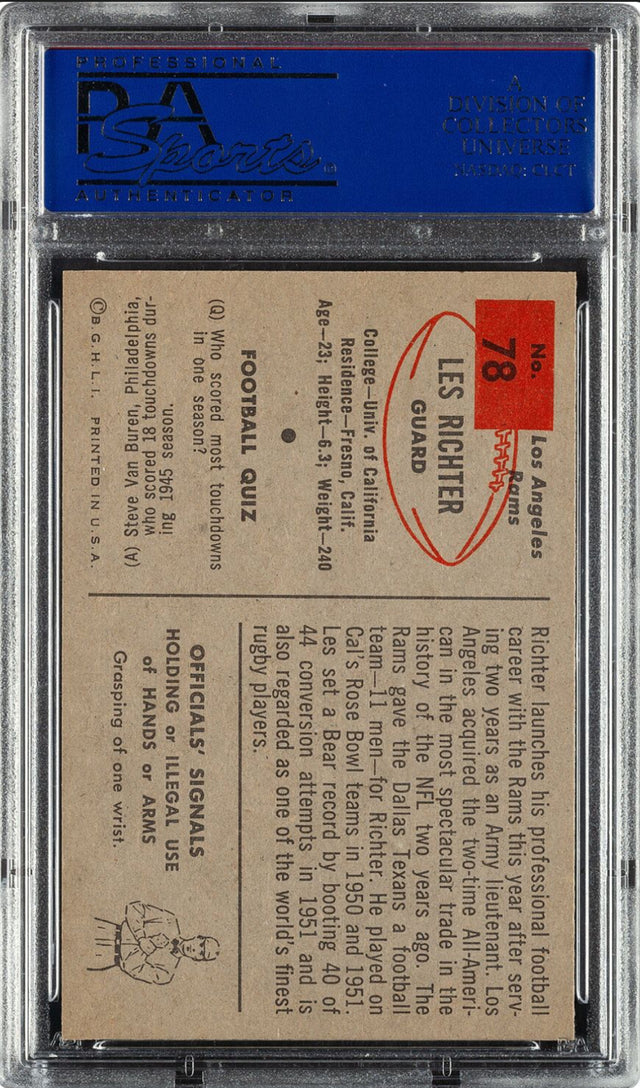 PROFESSIONAL
PSA
Sports
AUTHENTICATOR
A
DIVISION OF
COLLECTORS
UNIVERSE
NASDAQ: CLCT
No.
78
Los Angeles
Rams
LES RICHTER
GUARD
College—Univ. of California
Residence—Fresno, Calif.
Age—23; Height—6.3; Weight—240
FOOTBALL QUIZ
(Q) Who scored most touchdowns
in one season?
(A) Steve Van Buren, Philadelphia,
who scored 18 touchdowns dur-
ing 1945 season.
©B.G.H.L.I. PRINTED IN U.S.A.
Richter launches his professional football
career with the Rams this year after serv-
ing two years as an Army lieutenant. Los
Angeles acquired the two-time All-Ameri-
can in the most spectacular trade in the
history of the NFL two years ago. The
Rams gave the Dallas Texans a football
team—11 men—for Richter. He played on
Cal's Rose Bowl teams in 1950 and 1951.
Les set a Bear record by booting 40 of
44 conversion attempts in 1951 and is
also regarded as one of the world's finest
rugby players.
OFFICIALS' SIGNALS
HOLDING or ILLEGAL USE
of HANDS or ARMS
Grasping of one wrist.